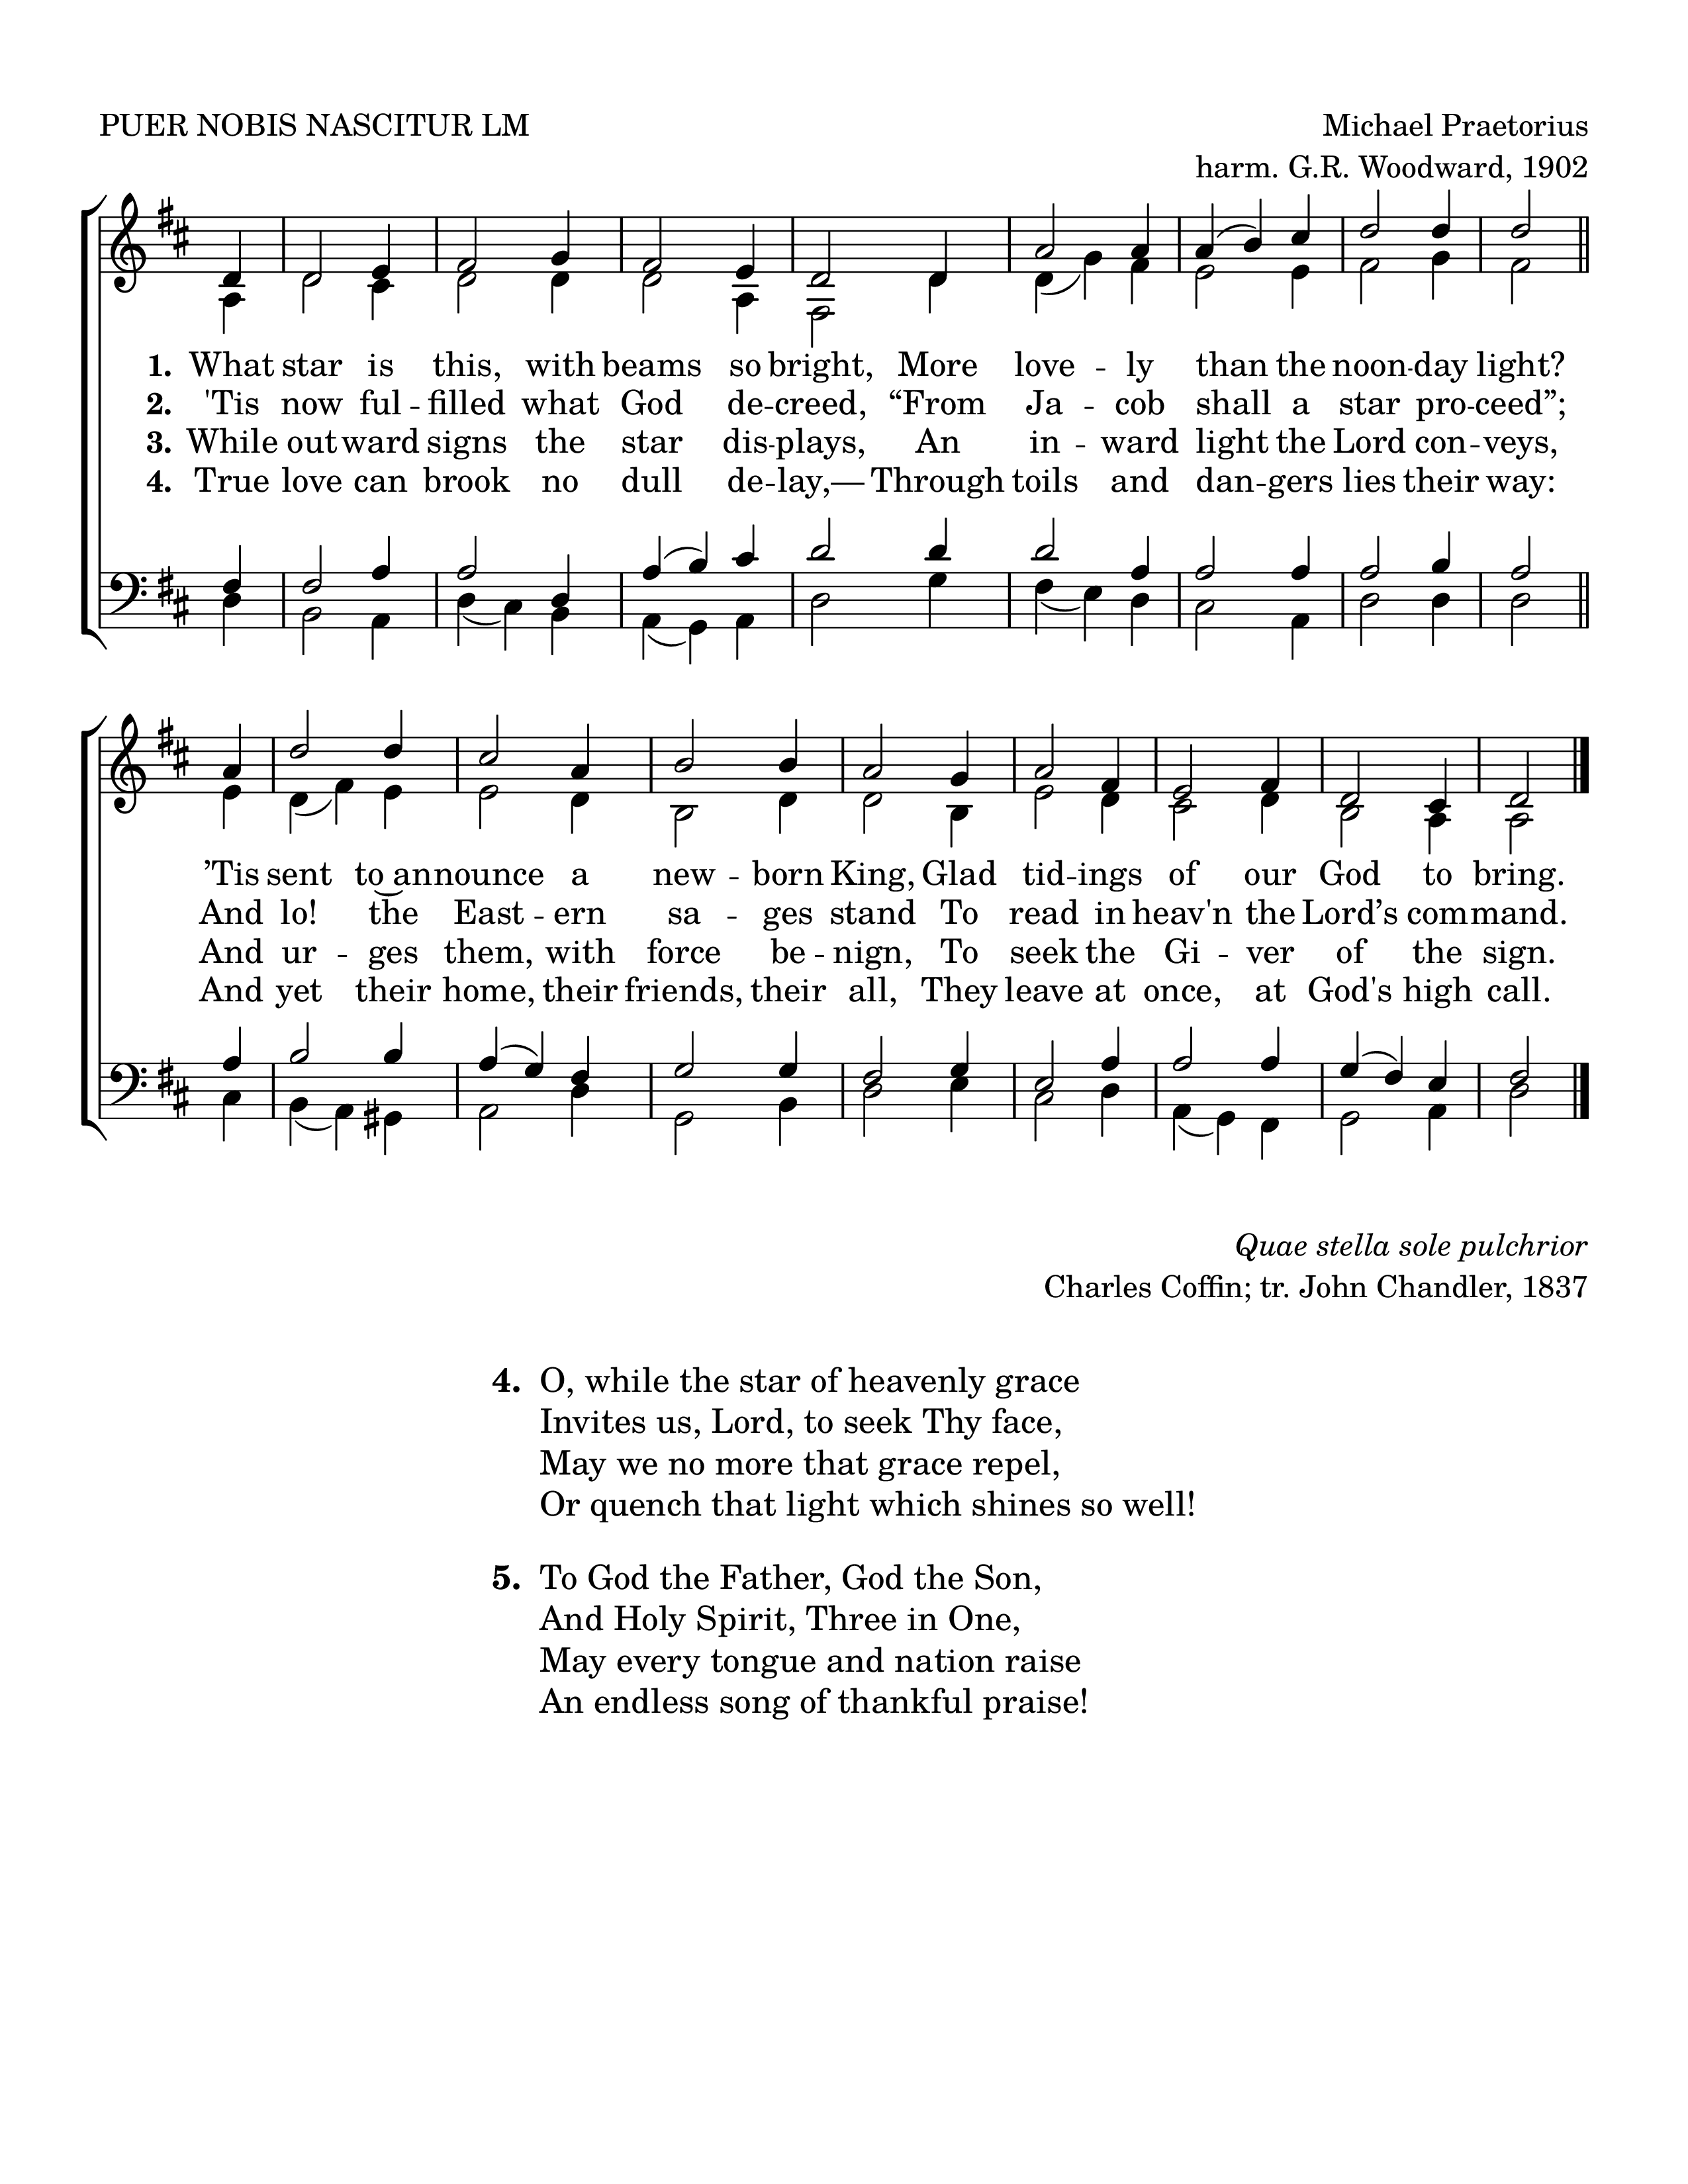 PUER NOBIS NASCITUR LM
Michael Praetorius
harm. G.R. Woodward, 1902
1. What star is this, with beams so bright, More love - ly than the noon - day light?
2. 'Tis now ful - filled what God de - creed, “From Ja - cob shall a star pro - ceed”;
3. While outward signs the star dis - plays, An in - ward light the Lord con - veys,
4. True love can brook no dull de - lay,— Through toils and dan - gers lies their way:
’Tis sent to‿announce a new - born King, Glad tid - ings of our God to bring.
And lo! the East - ern sa - ges stand To read in heav'n the Lord’s command.
And ur - ges them, with force be - nign, To seek the Gi - ver of the sign.
And yet their home, their friends, their all, They leave at once, at God's high call.
Quae stella sole pulchrior
Charles Coffin; tr. John Chandler, 1837
4. O, while the star of heavenly grace
Invites us, Lord, to seek Thy face,
May we no more that grace repel,
Or quench that light which shines so well!
5. To God the Father, God the Son,
And Holy Spirit, Three in One,
May every tongue and nation raise
An endless song of thankful praise!